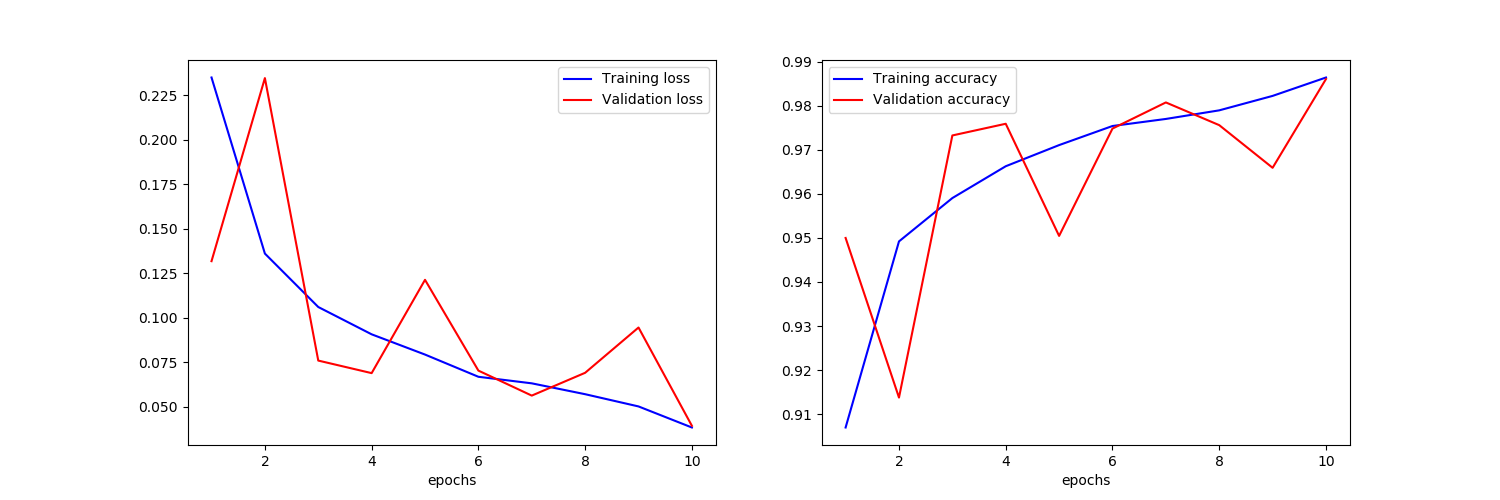 Training loss
Validation loss
0.225
0.200
0.175
0.150
0.125
0.100
0.075
0.050
2 4 6 8 10
epochs
Training accuracy
Validation accuracy
0.99
0.98
0.97
0.96
0.95
0.94
0.93
0.92
0.91
2 4 6 8 10
epochs